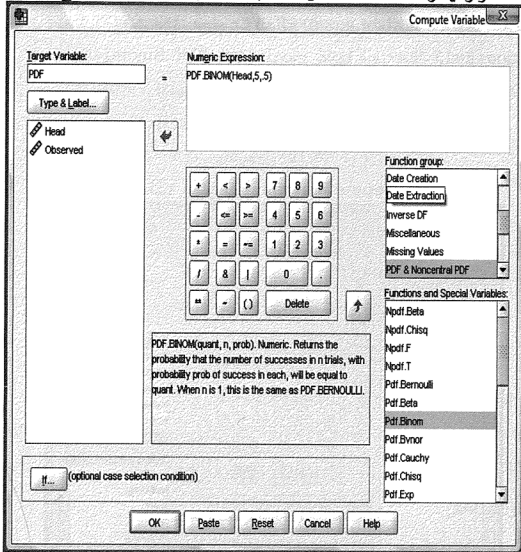 Compute Variable
Target Variable:
PDF
=
Numeric Expression:
PDF.BINOM(Head,5,.5)
Type & Label...
Head
Observed
+ < > 7 8 9
- <= >= 4 5 6
* = ~= 1 2 3
/ & | 0 .
** ~ () Delete
Function group:
Date Creation
Date Extraction
Inverse DF
Miscellaneous
Missing Values
PDF & Noncentral PDF
Functions and Special Variables:
Npdf.Beta
Npdf.Chisq
Npdf.F
Npdf.T
Pdf.Bernoulli
Pdf.Beta
Pdf.Binom
Pdf.Bvnor
Pdf.Cauchy
Pdf.Chisq
Pdf.Exp
PDF.BINOM(quant, n, prob). Numeric. Returns the
probability that the number of successes in n trials, with
probability prob of success in each, will be equal to
quant. When n is 1, this is the same as PDF.BERNOULLI.
If... (optional case selection condition)
OK Paste Reset Cancel Help